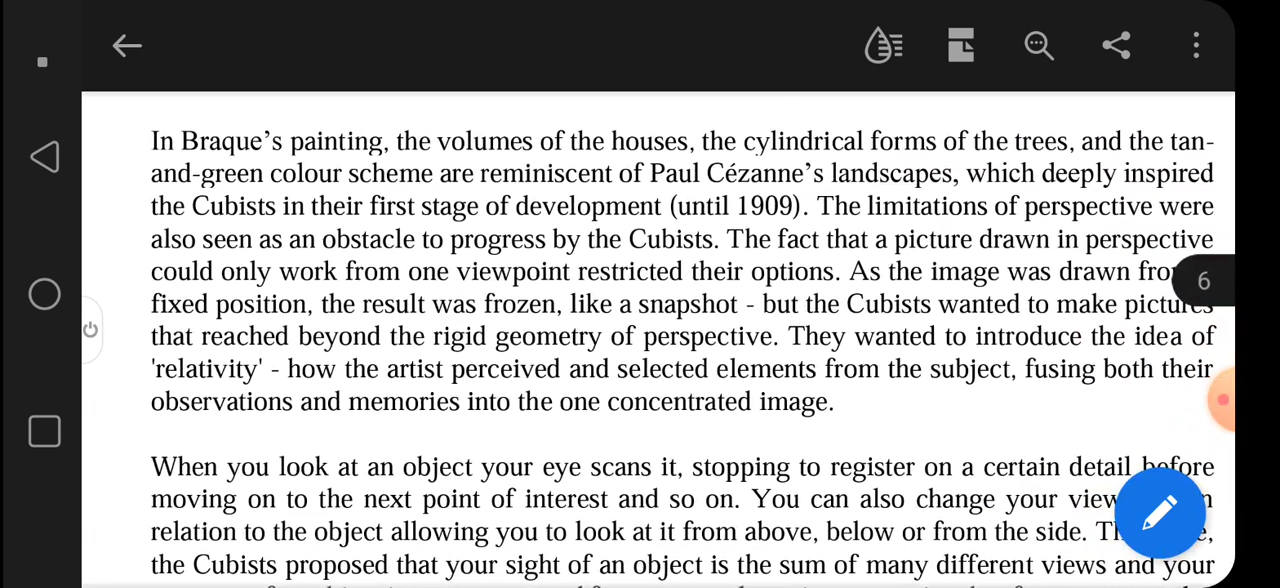 In Braque’s painting, the volumes of the houses, the cylindrical forms of the trees, and the tan-
and-green colour scheme are reminiscent of Paul Cézanne’s landscapes, which deeply inspired
the Cubists in their first stage of development (until 1909). The limitations of perspective were
also seen as an obstacle to progress by the Cubists. The fact that a picture drawn in perspective
could only work from one viewpoint restricted their options. As the image was drawn
6
fixed position, the result was frozen, like a snapshot - but the Cubists wanted to make pictures
that reached beyond the rigid geometry of perspective. They wanted to introduce the idea of
'relativity' - how the artist perceived and selected elements from the subject, fusing both their
observations and memories into the one concentrated image.
When you look at an object your eye scans it, stopping to register on a certain detail before
moving on to the next point of interest and so on. You can also change your
relation to the object allowing you to look at it from above, below or from the side.
the Cubists proposed that your sight of an object is the sum of many different views and your